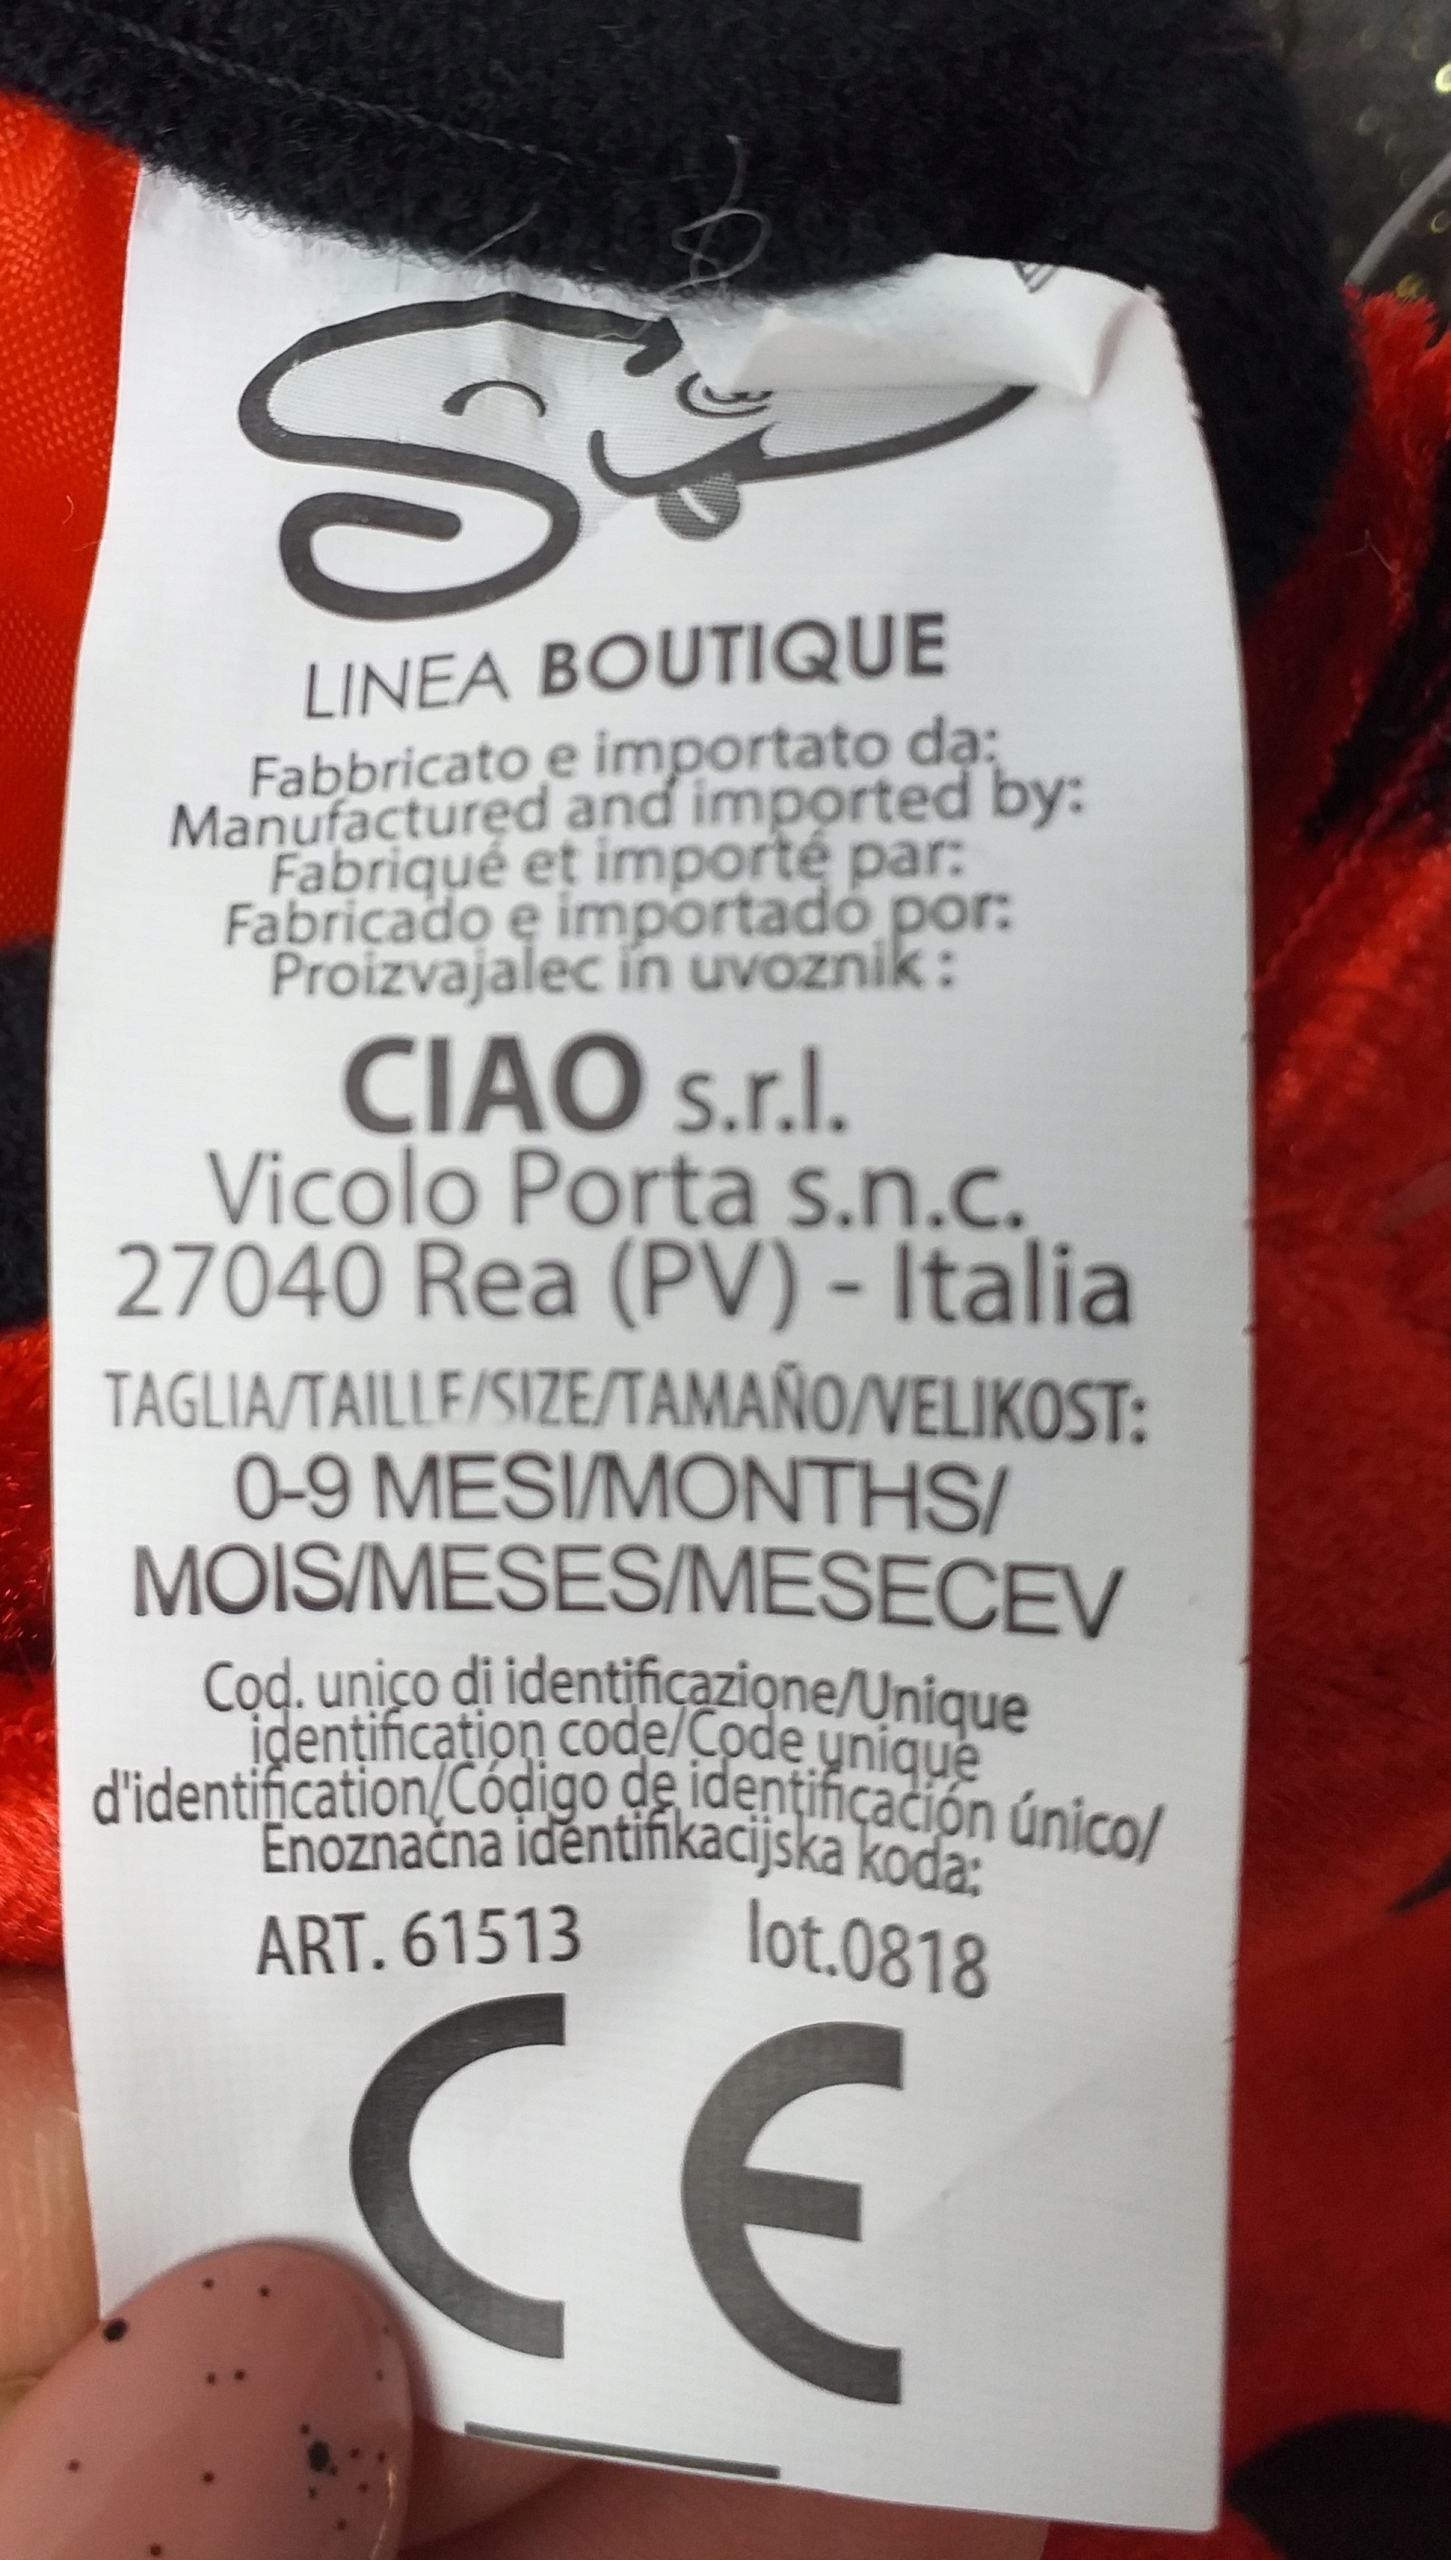 LINEA BOUTIQUE
Fabbricato e importato da:
Manufactured and imported by:
Fabriqué et importé par:
Fabricado e importado por:
Proizvajalec in uvoznik :
CIAO s.r.l.
Vicolo Porta s.n.c.
27040 Rea (PV) - Italia
TAGLIA/TAILLE/SIZE/TAMAÑO/VELIKOST:
0-9 MESI/MONTHS/
MOIS/MESES/MESECEV
Cod. unico di identificazione/Unique
identification code/Code unique
d'identification/Código de identificación único/
Enoznačna identifikacijska koda:
ART. 61513 lot.0818
CE